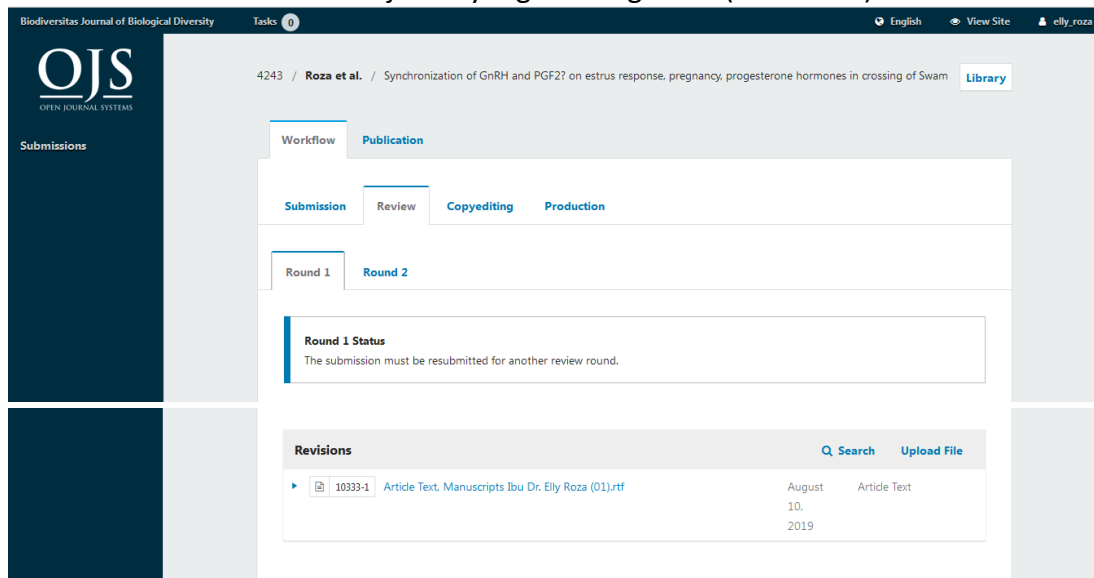 Biodiversitas Journal of Biological Diversity Tasks 0 English View Site elly_roza
OJS
OPEN JOURNAL SYSTEMS
4243 / Roza et al. / Synchronization of GnRH and PGF2? on estrus response, pregnancy, progesterone hormones in crossing of Swam Library
Submissions
Workflow Publication
Submission Review Copyediting Production
Round 1 Round 2
Round 1 Status
The submission must be resubmitted for another review round.
Revisions Search Upload File
10333-1 Article Text, Manuscripts Ibu Dr. Elly Roza (01).rtf August 10, 2019 Article Text